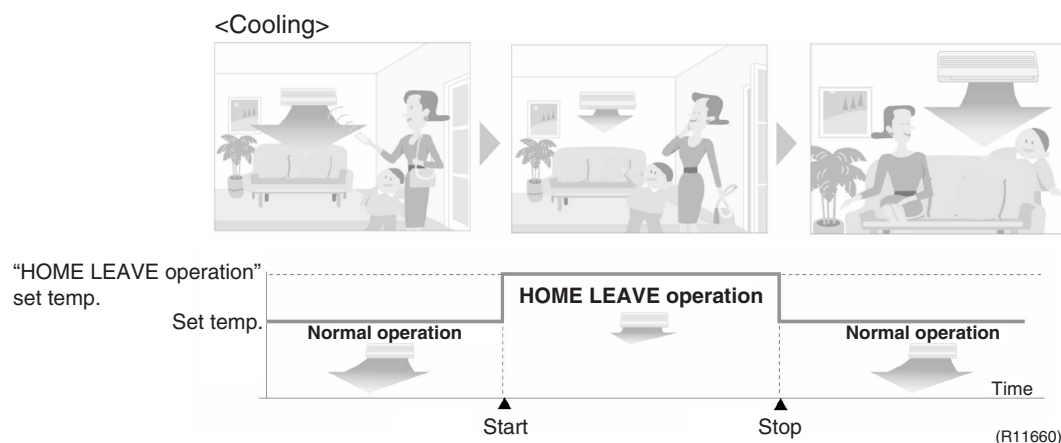 <Cooling>
“HOME LEAVE operation”
set temp.
HOME LEAVE operation
Set temp.
Normal operation
Normal operation
Time
Start
Stop
(R11660)